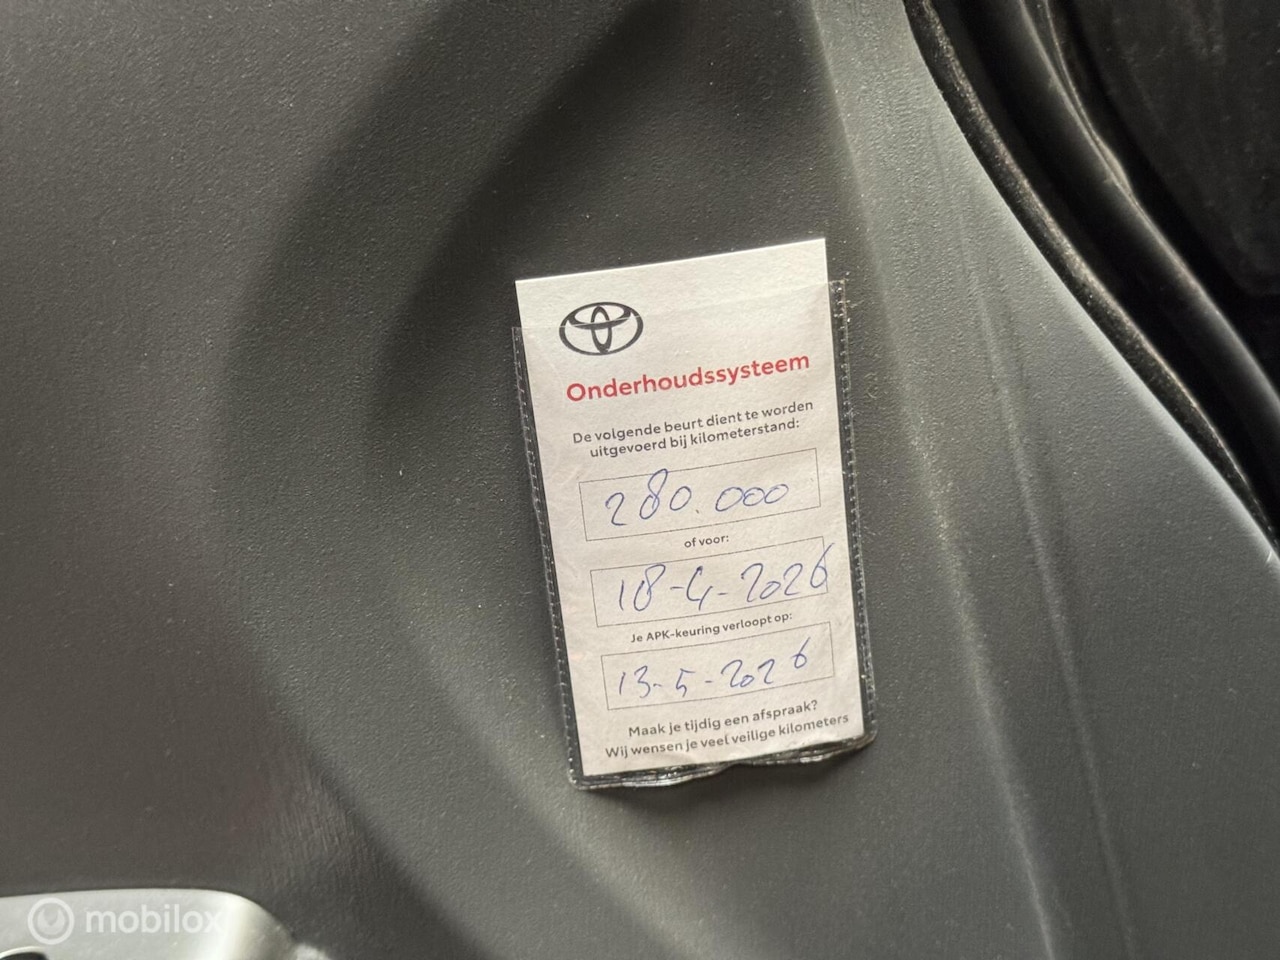 Onderhoudssysteem
De volgende beurt dient te worden
uitgevoerd bij kilometerstand:
280.000
of voor:
18-4-2026
Je APK-keuring verloopt op:
13-5-2026
Maak je tijdig een afspraak?
Wij wensen je veel veilige kilometers
mobilox